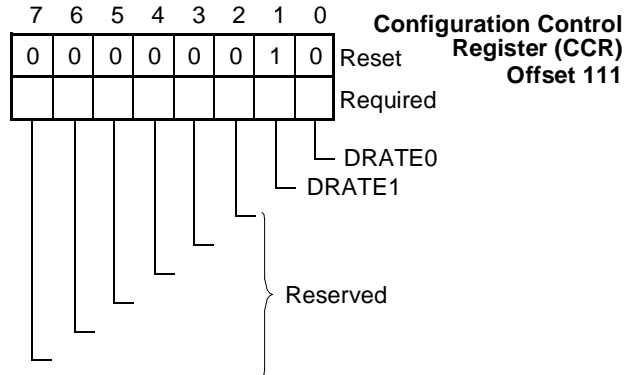 7 6 5 4 3 2 1 0
Configuration Control
Register (CCR)
Offset 111
0 0 0 0 0 0 1 0 Reset
Required
DRATE0
DRATE1
Reserved